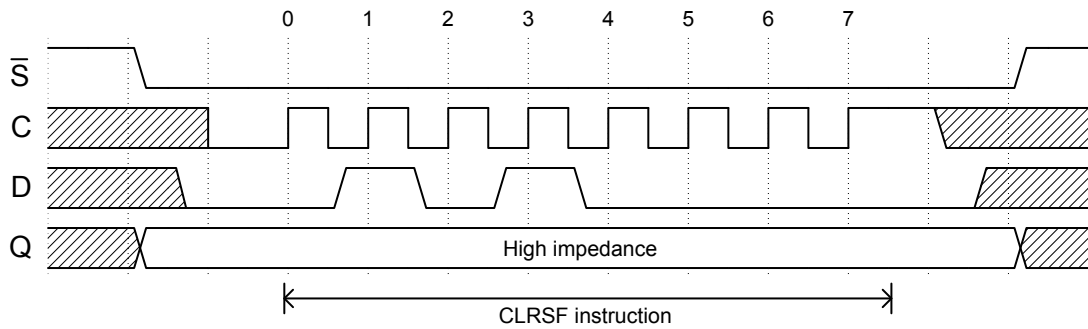 0 1 2 3 4 5 6 7
S̅
C
D
Q High impedance
CLRSF instruction